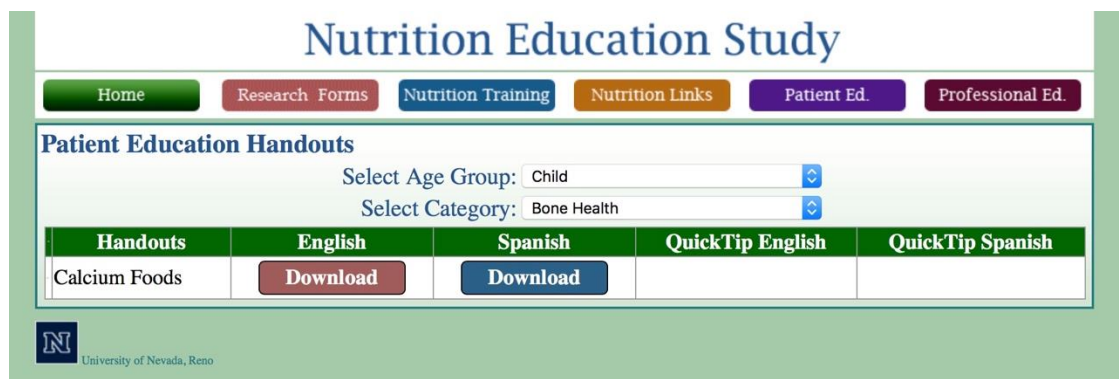 Nutrition Education Study
Home Research Forms Nutrition Training Nutrition Links Patient Ed. Professional Ed.
Patient Education Handouts
Select Age Group: Child
Select Category: Bone Health
Handouts English Spanish QuickTip English QuickTip Spanish
Calcium Foods Download Download
N
University of Nevada, Reno